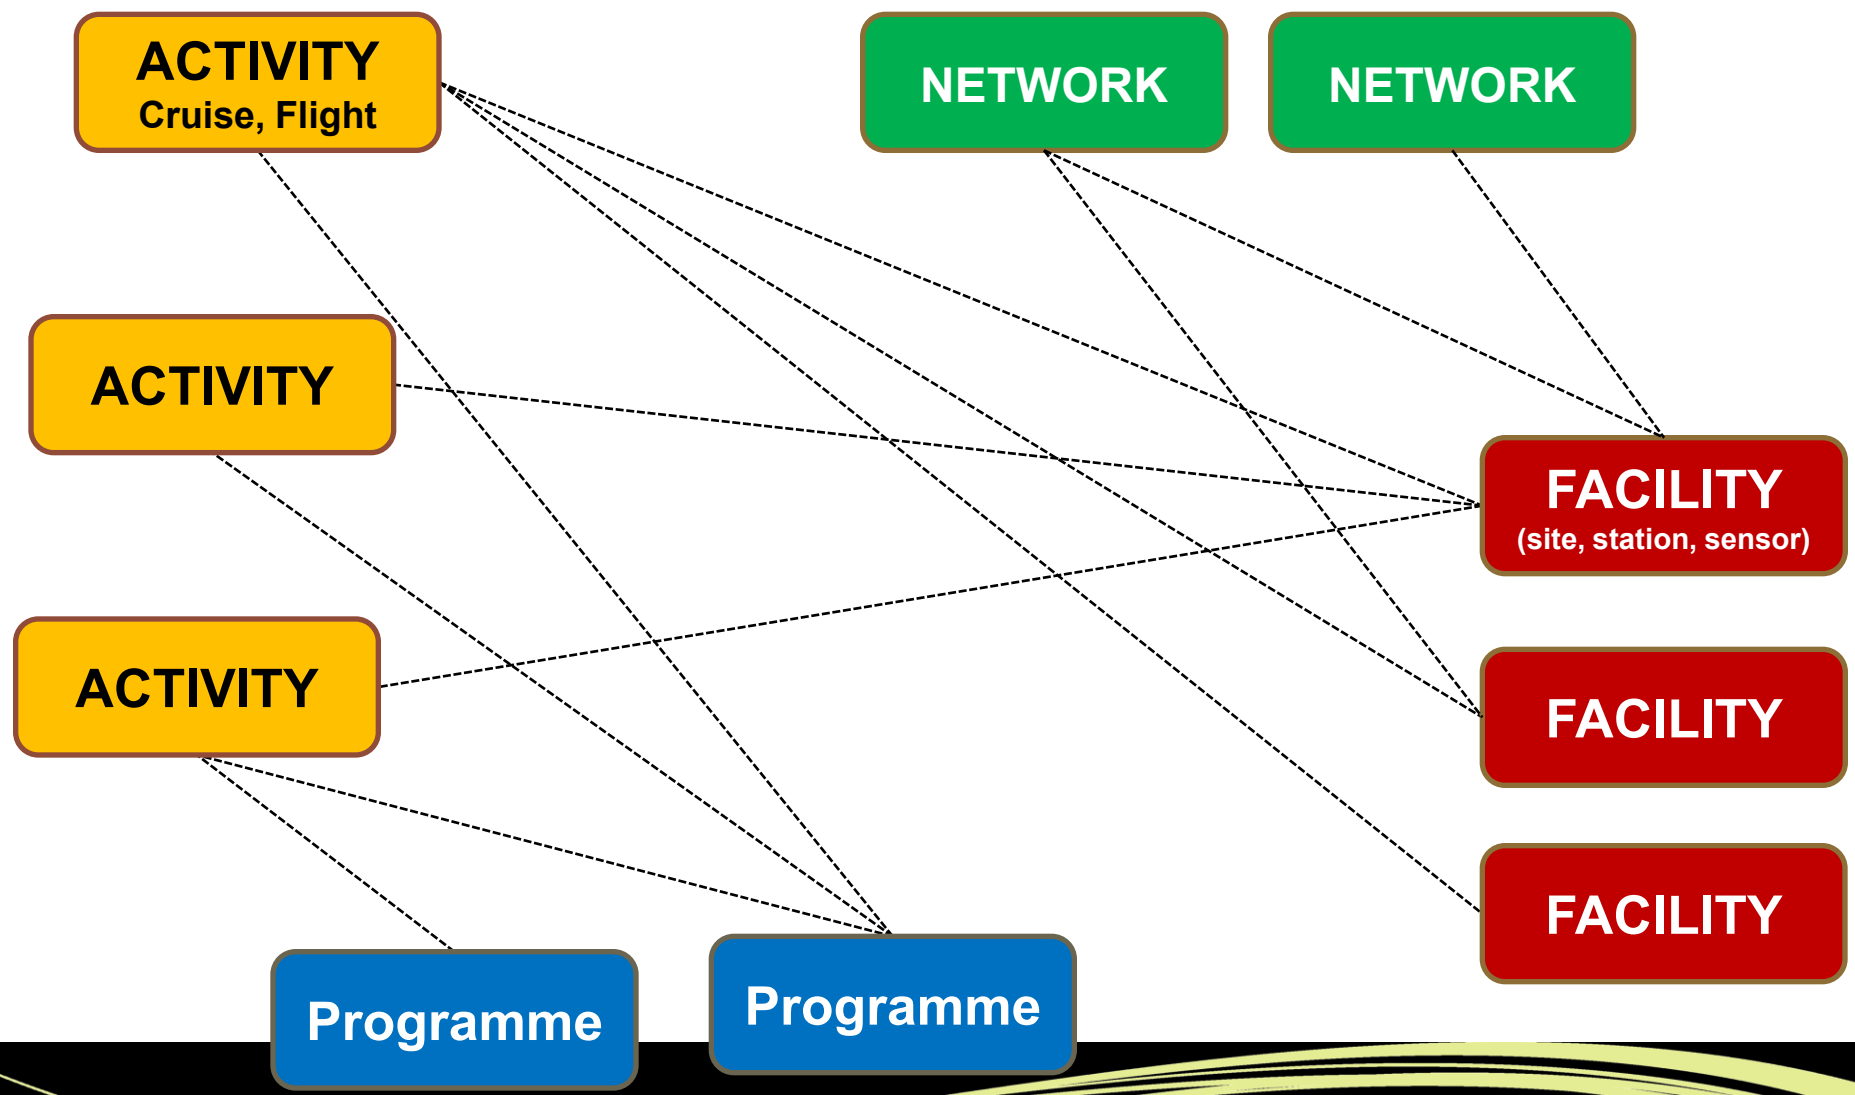 ACTIVITY
Cruise, Flight
NETWORK
NETWORK
ACTIVITY
FACILITY
(site, station, sensor)
ACTIVITY
FACILITY
FACILITY
Programme
Programme